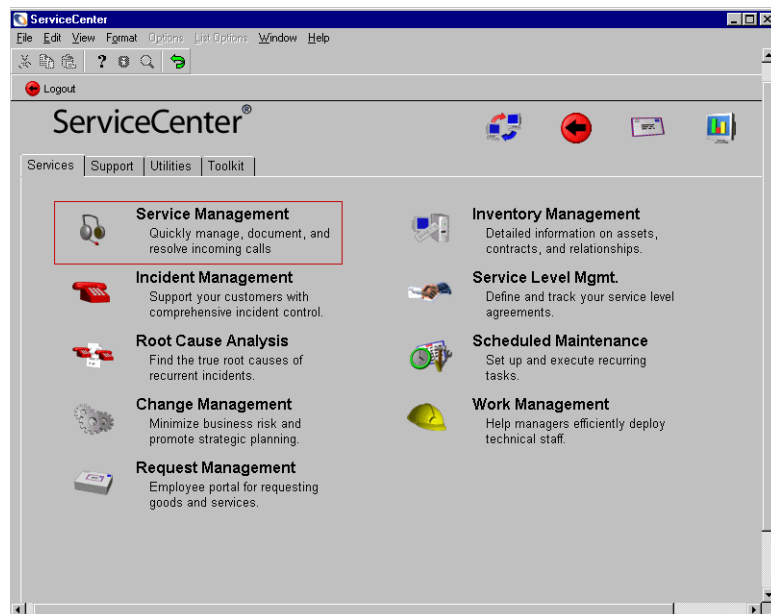 ServiceCenter
File Edit View Format Options List Options Window Help
?
Logout
ServiceCenter®
Services Support Utilities Toolkit
Service Management
Quickly manage, document, and
resolve incoming calls
Incident Management
Support your customers with
comprehensive incident control.
Root Cause Analysis
Find the true root causes of
recurrent incidents.
Change Management
Minimize business risk and
promote strategic planning.
Request Management
Employee portal for requesting
goods and services.
Inventory Management
Detailed information on assets,
contracts, and relationships.
Service Level Mgmt.
Define and track your service level
agreements.
Scheduled Maintenance
Set up and execute recurring
tasks.
Work Management
Help managers efficiently deploy
technical staff.